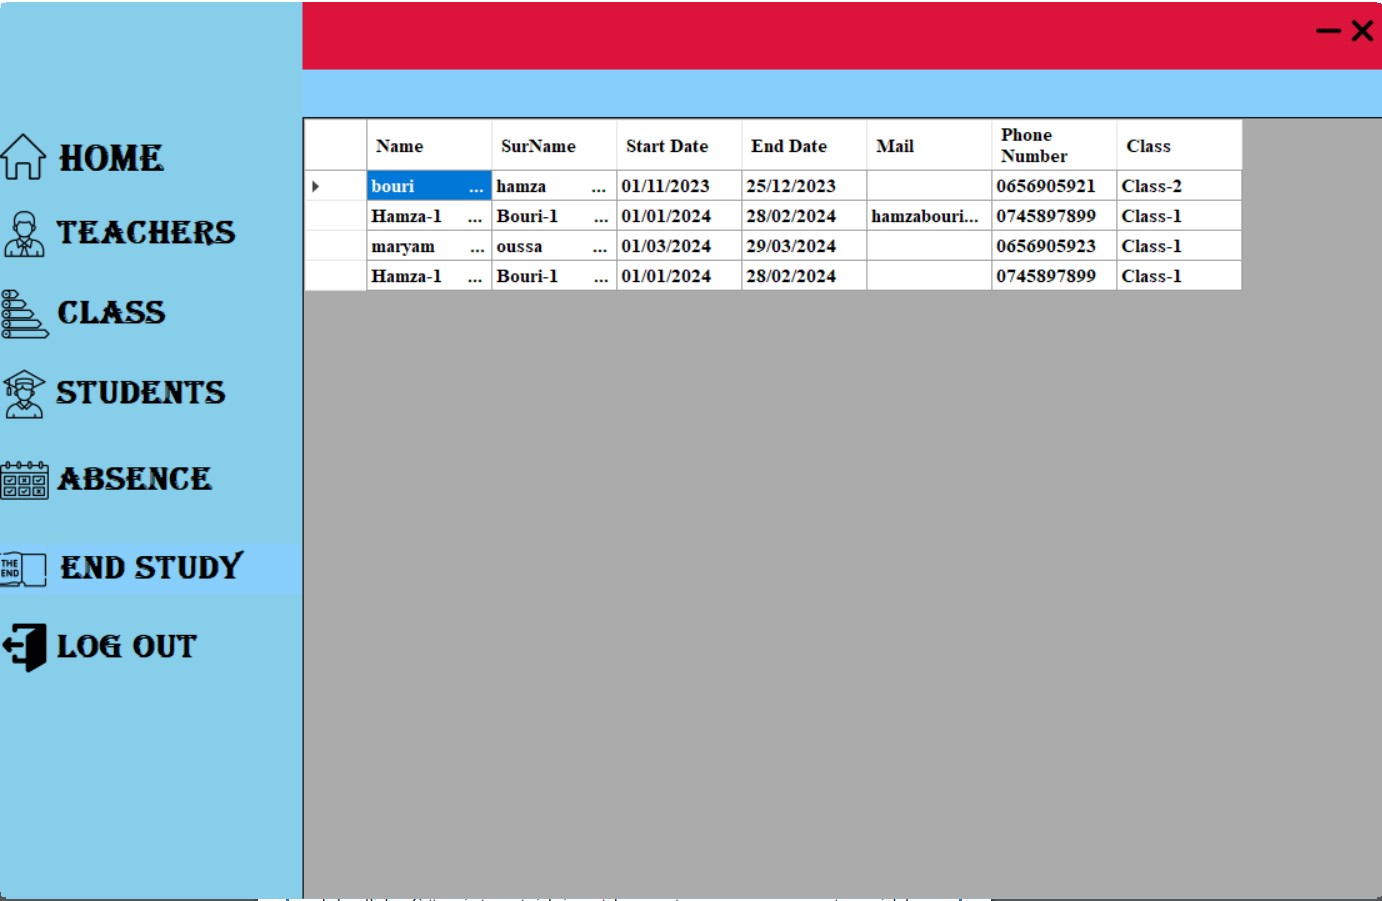 HOME
TEACHERS
CLASS
STUDENTS
ABSENCE
THE
END
END STUDY
LOG OUT
Name SurName Start Date End Date Mail Phone Number Class
bouri ... hamza ... 01/11/2023 25/12/2023 0656905921 Class-2
Hamza-1 ... Bouri-1 ... 01/01/2024 28/02/2024 hamzabouri... 0745897899 Class-1
maryam ... oussa ... 01/03/2024 29/03/2024 0656905923 Class-1
Hamza-1 ... Bouri-1 ... 01/01/2024 28/02/2024 0745897899 Class-1